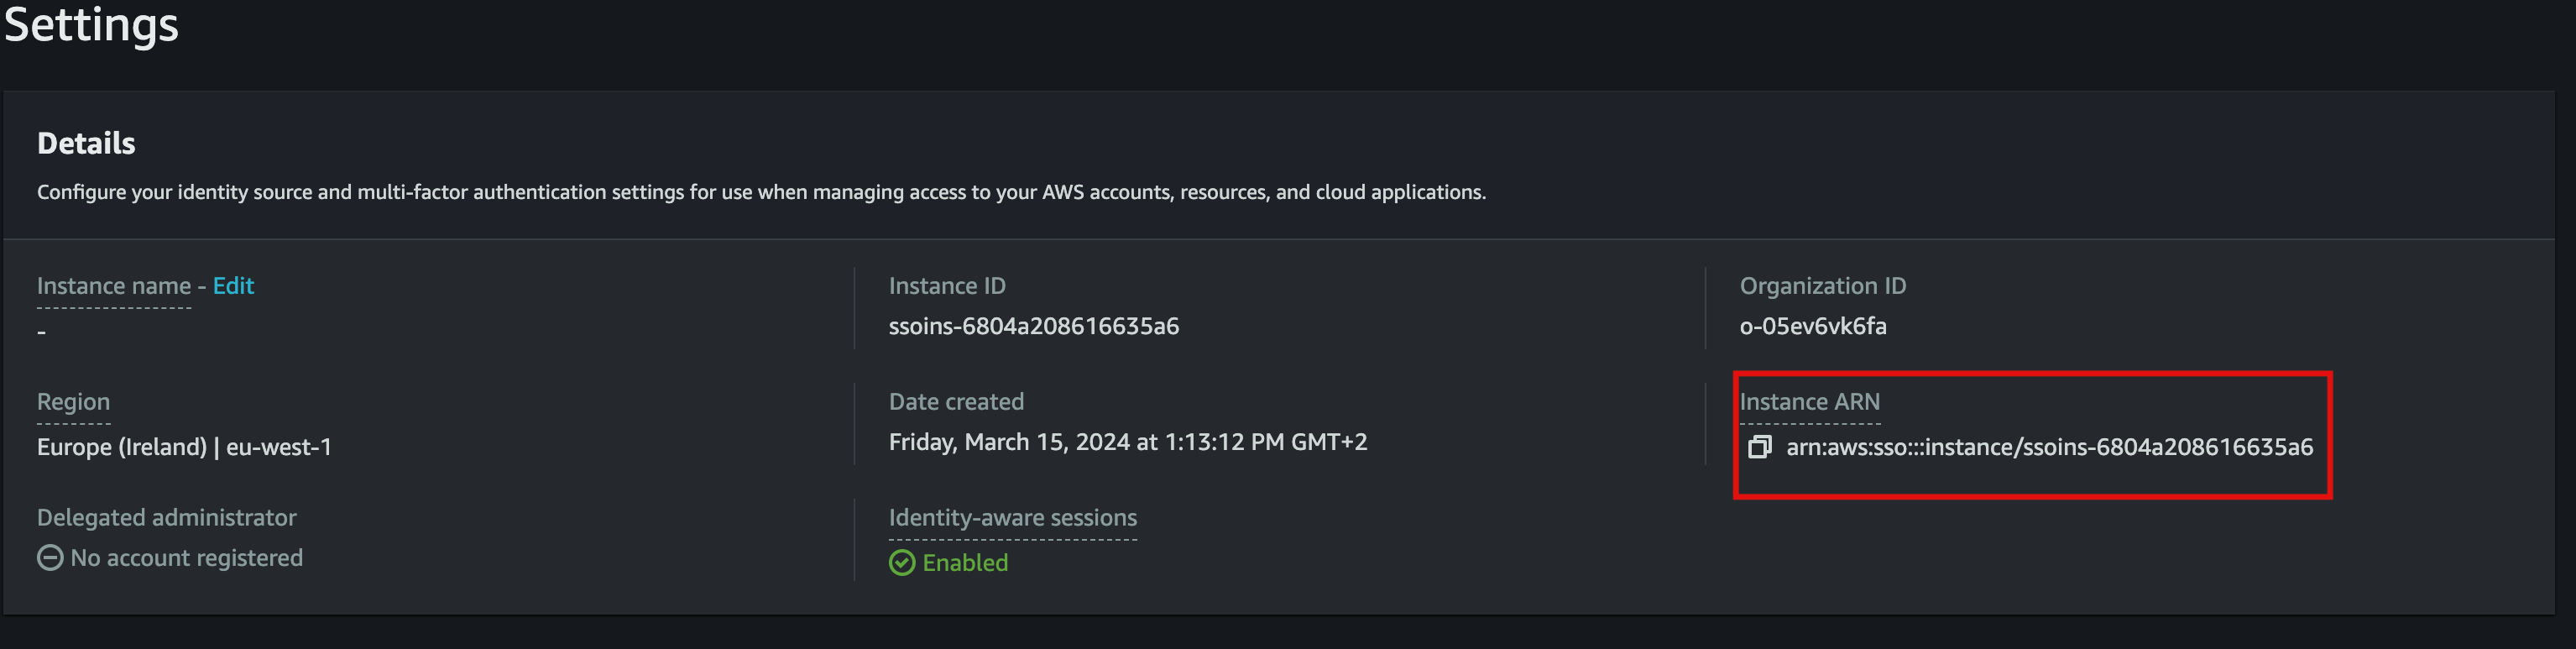 Settings
Details
Configure your identity source and multi-factor authentication settings for use when managing access to your AWS accounts, resources, and cloud applications.
Instance name - Edit
-
Instance ID
ssoins-6804a208616635a6
Organization ID
o-05ev6vk6fa
Region
Europe (Ireland) | eu-west-1
Date created
Friday, March 15, 2024 at 1:13:12 PM GMT+2
Instance ARN
arn:aws:sso:::instance/ssoins-6804a208616635a6
Delegated administrator
No account registered
Identity-aware sessions
Enabled